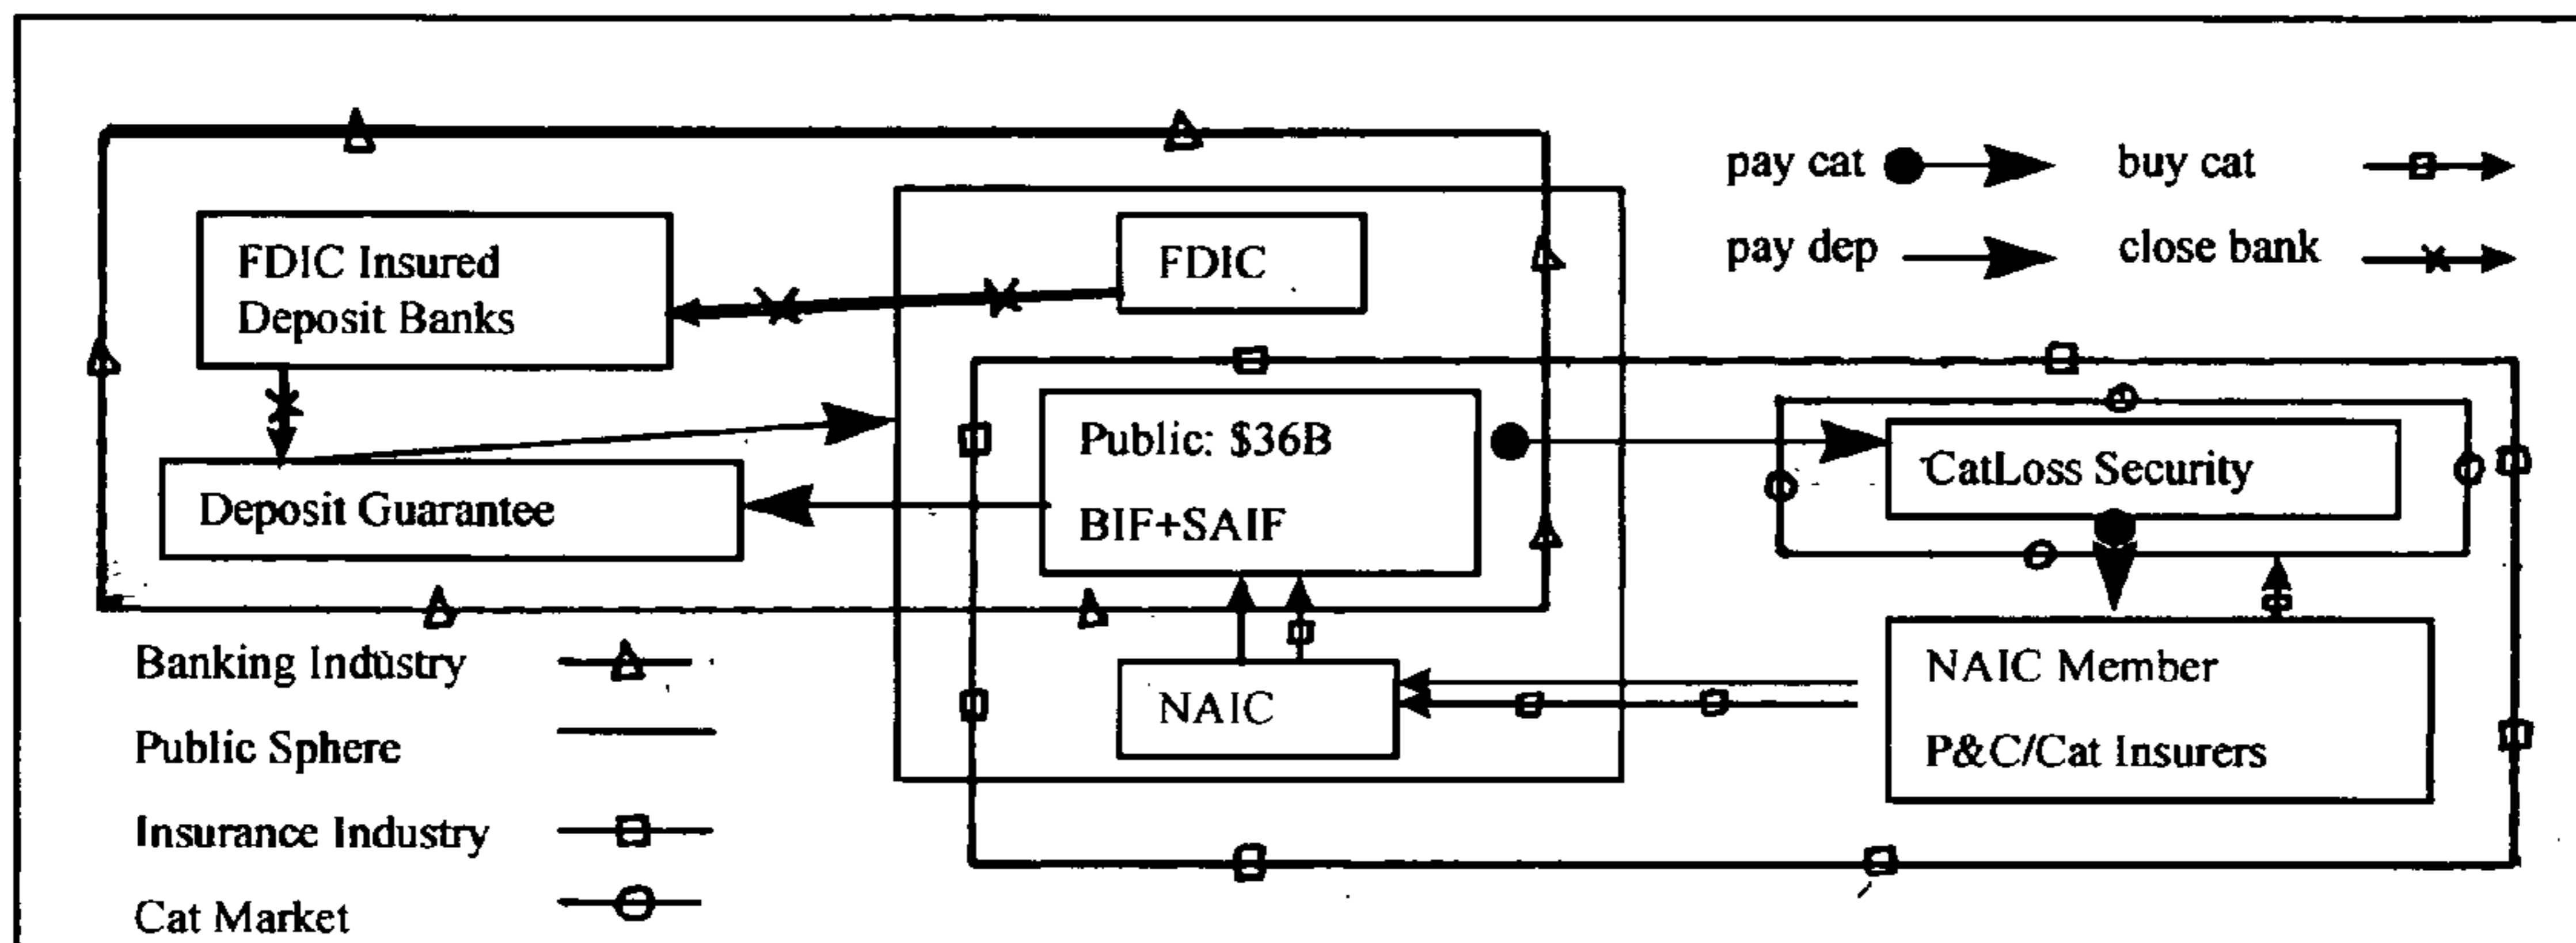 pay cat
buy cat
pay dep
close bank
FDIC Insured
Deposit Banks
FDIC
Public: $36B
BIF+SAIF
CatLoss Security
Deposit Guarantee
NAIC
NAIC Member
P&C/Cat Insurers
Banking Industry
Public Sphere
Insurance Industry
Cat Market